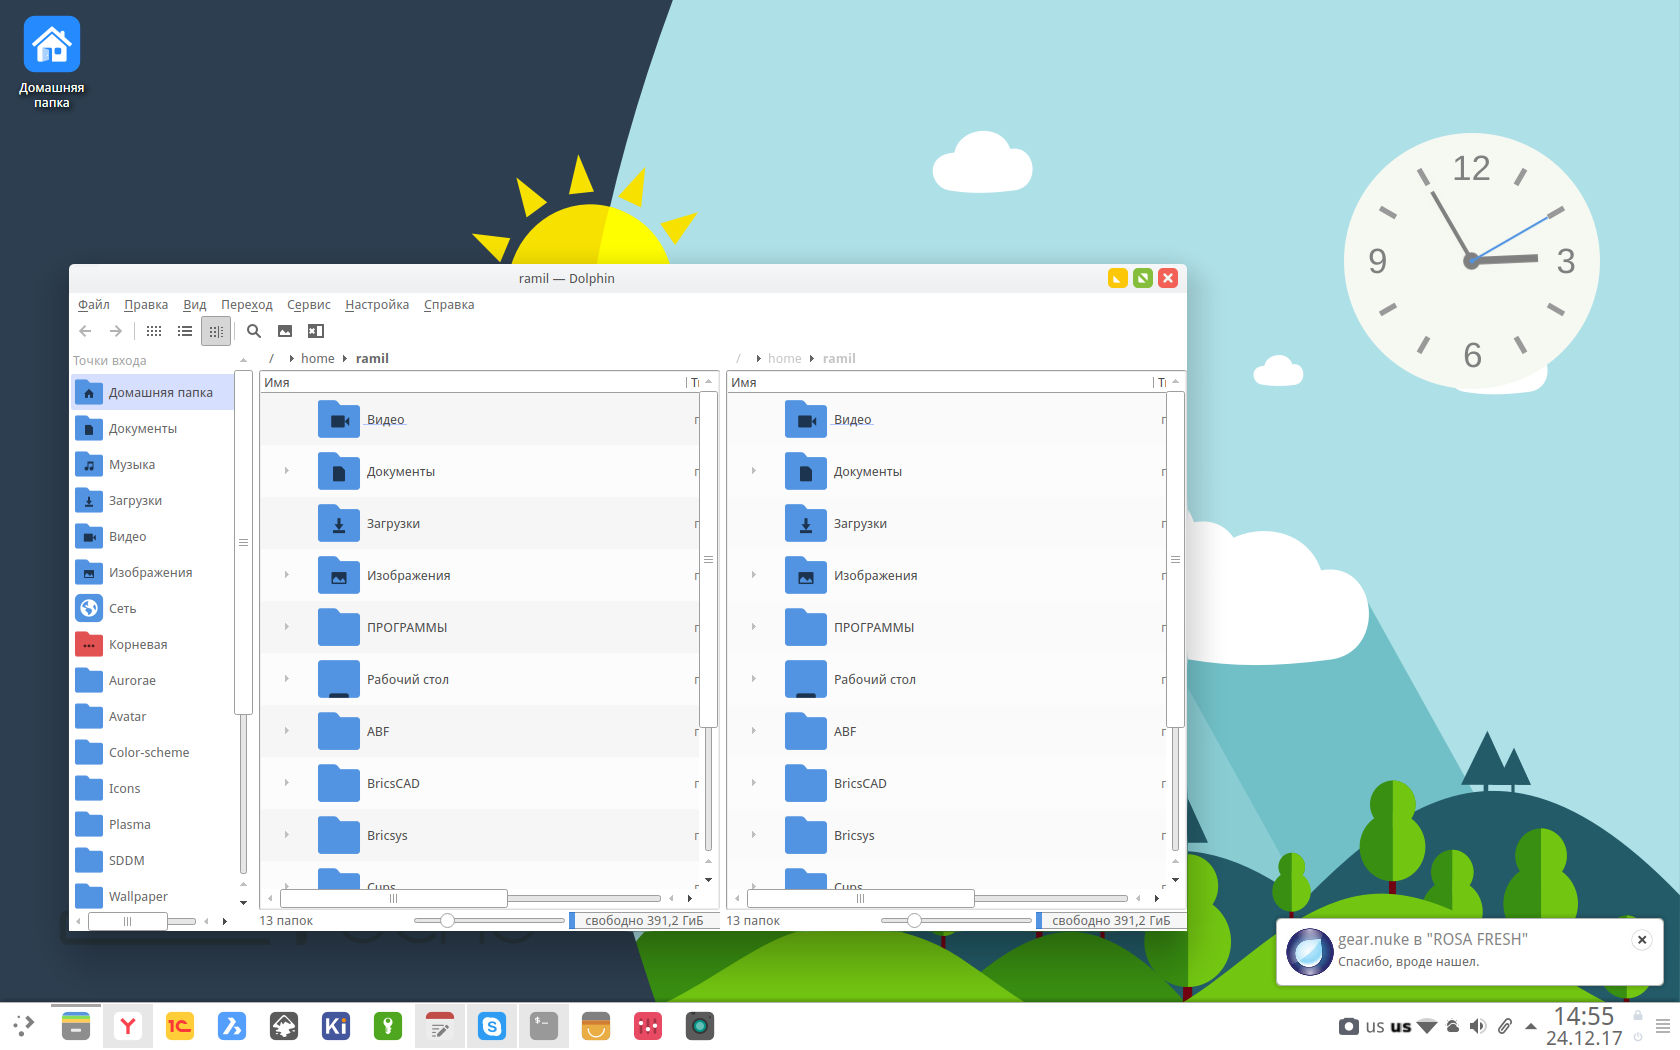 Домашняя
папка
12
9
3
6
ramil — Dolphin
Файл Правка Вид Переход Сервис Настройка Справка
Точки входа
Домашняя папка
Документы
Музыка
Загрузки
Видео
Изображения
Сеть
Корневая
Aurorae
Avatar
Color-scheme
Icons
Plasma
SDDM
Wallpaper
/ home ramil
Имя
Видео
Документы
Загрузки
Изображения
ПРОГРАММЫ
Рабочий стол
ABF
BricsCAD
Bricsys
Cups
13 папок
свободно 391,2 ГиБ
/ home ramil
Имя
Видео
Документы
Загрузки
Изображения
ПРОГРАММЫ
Рабочий стол
ABF
BricsCAD
Bricsys
Cups
13 папок
свободно 391,2 ГиБ
gear.nuke в "ROSA FRESH"
Спасибо, вроде нашел.
1С
Ki
us us
14:55
24.12.17